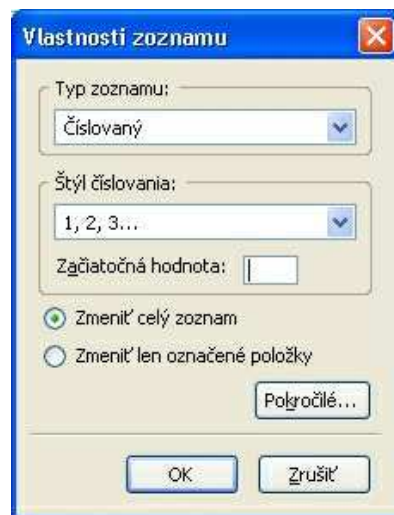 Vlastnosti zoznamu
Typ zoznamu:
Číslovaný
Štýl číslovania:
1, 2, 3...
Začiatočná hodnota:
Zmeniť celý zoznam
Zmeniť len označené položky
Pokročilé...
OK
Zrušiť